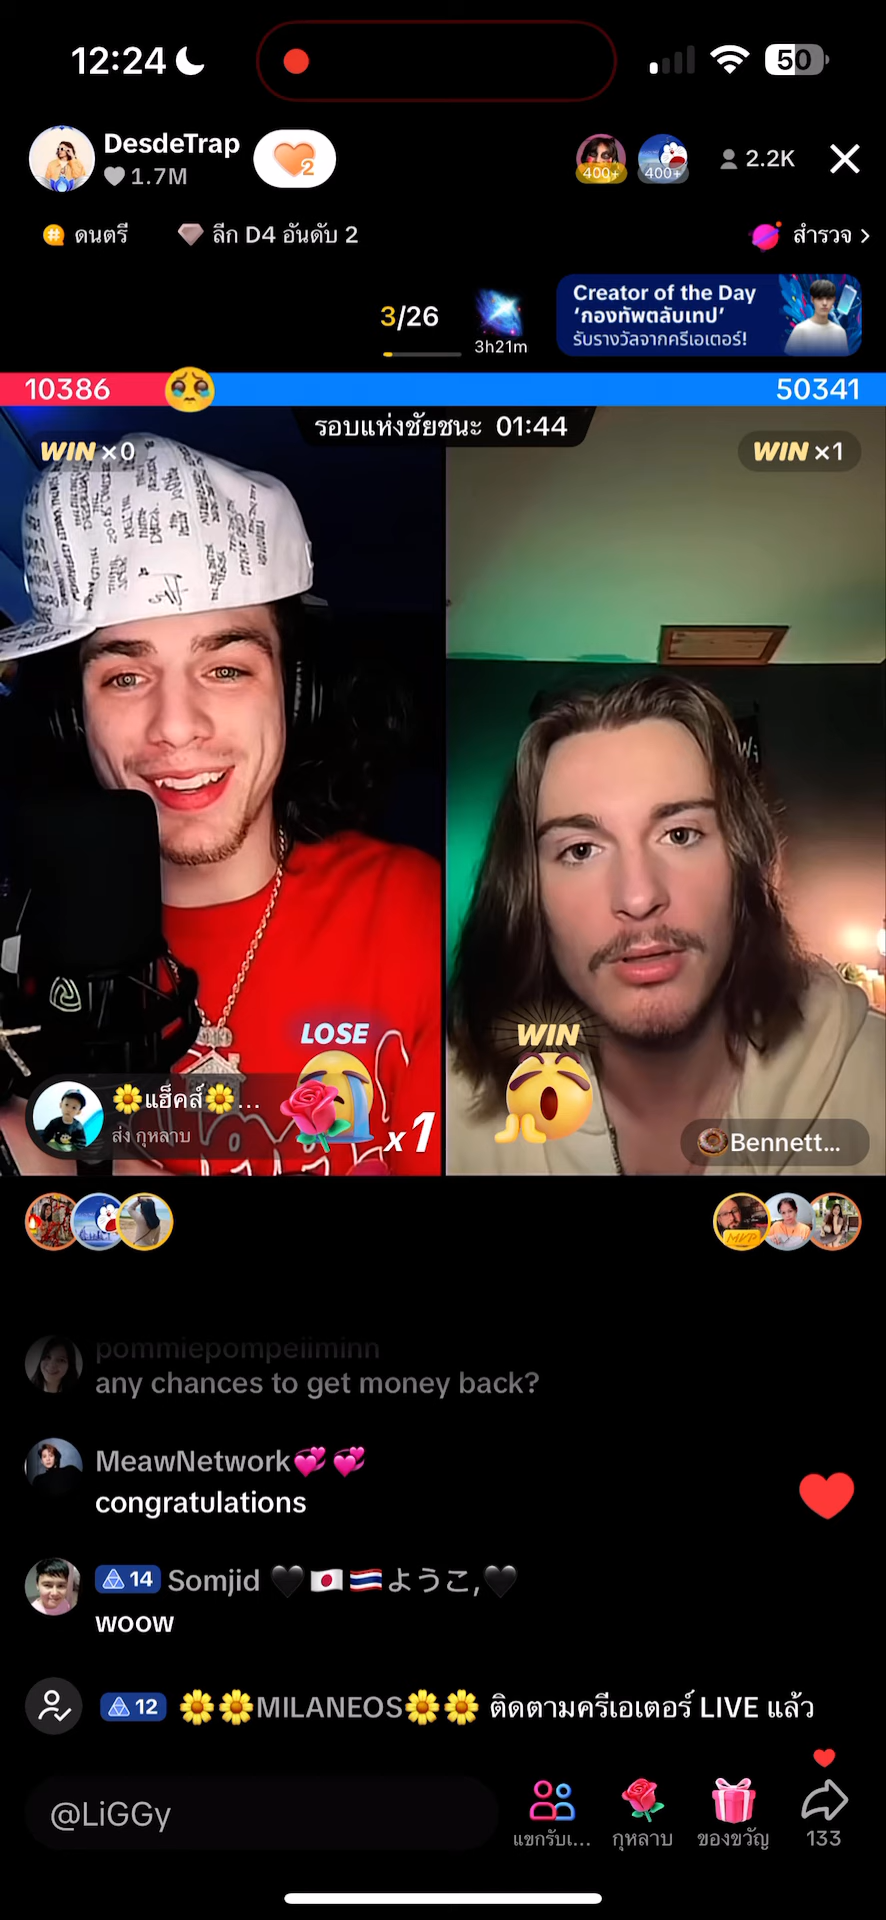 12:24
50
DesdeTrap
1.7M
2
400+
400+
2.2K
ดนตรี
ลีก D4 อันดับ 2
สำรวจ
3/26
3h21m
Creator of the Day
‘กองทัพตลับเทป’
รับรางวัลจากครีเอเตอร์!
10386
50341
รอบแห่งชัยชนะ 01:44
WIN ×0
WIN ×1
LOSE
WIN
🌼แฮ็คส์🌼...
ส่ง กุหลาบ
x1
🍩Bennett...
MVP
pommiepompeiiminn
any chances to get money back?
MeawNetwork💞💞
congratulations
14 Somjid 🖤🇯🇵🇹🇭ようこ,🖤
woow
12 🌼🌼MILANEOS🌼🌼 ติดตามครีเอเตอร์ LIVE แล้ว
@LiGGy
แขกรับเ...
กุหลาบ
ของขวัญ
133